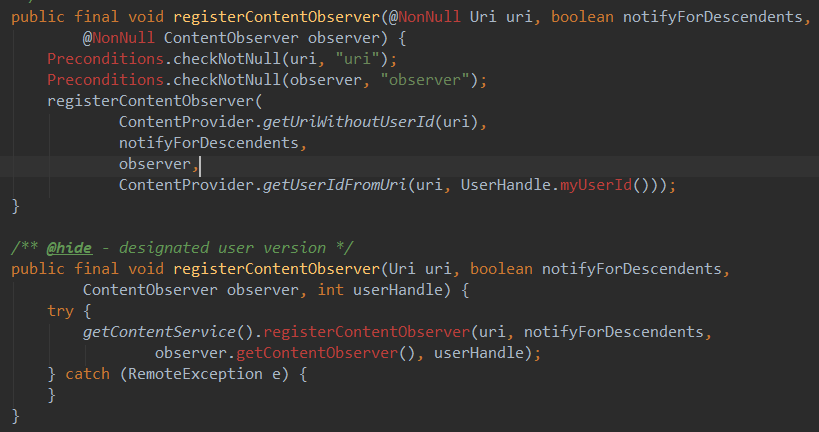 public final void registerContentObserver(@NonNull Uri uri, boolean notifyForDescendents,
        @NonNull ContentObserver observer) {
    Preconditions.checkNotNull(uri, "uri");
    Preconditions.checkNotNull(observer, "observer");
    registerContentObserver(
            ContentProvider.getUriWithoutUserId(uri),
            notifyForDescendents,
            observer,
            ContentProvider.getUserIdFromUri(uri, UserHandle.myUserId()));
}

/** @hide - designated user version */
public final void registerContentObserver(Uri uri, boolean notifyForDescendents,
        ContentObserver observer, int userHandle) {
    try {
        getContentService().registerContentObserver(uri, notifyForDescendents,
                observer.getContentObserver(), userHandle);
    } catch (RemoteException e) {
    }
}